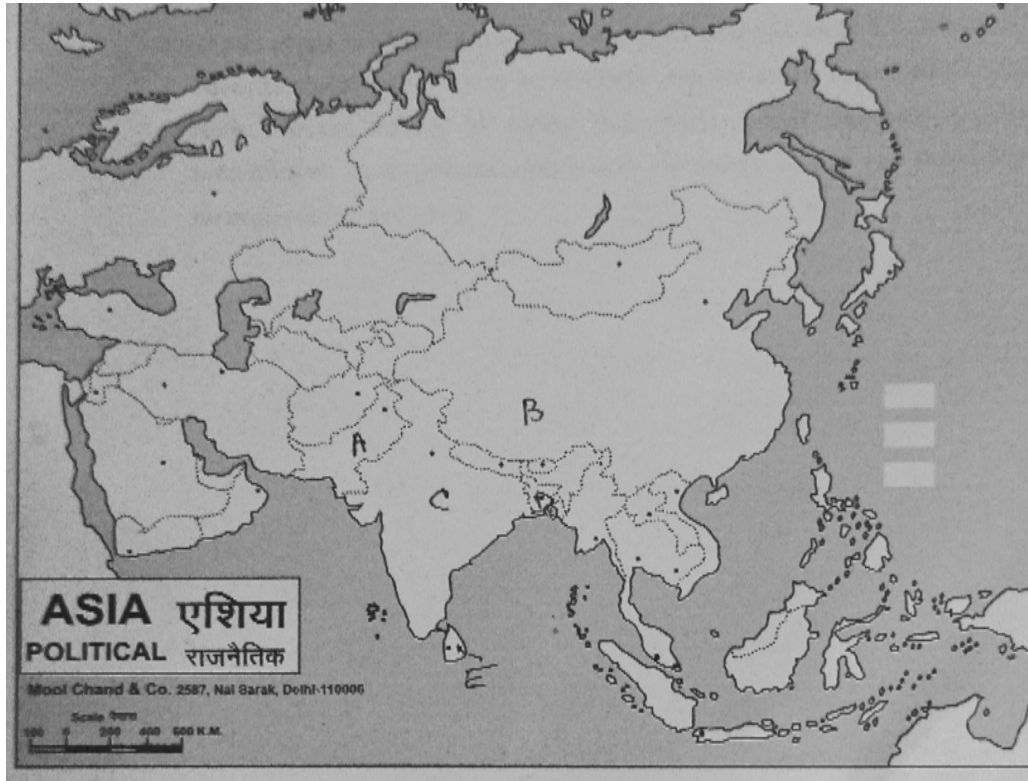 B
A
C
D
E
ASIA एशिया
POLITICAL राजनैतिक
Mool Chand & Co. 2587, Nai Sarak, Delhi-110006
Scale पैमाना
100 0 200 400 600 K.M.